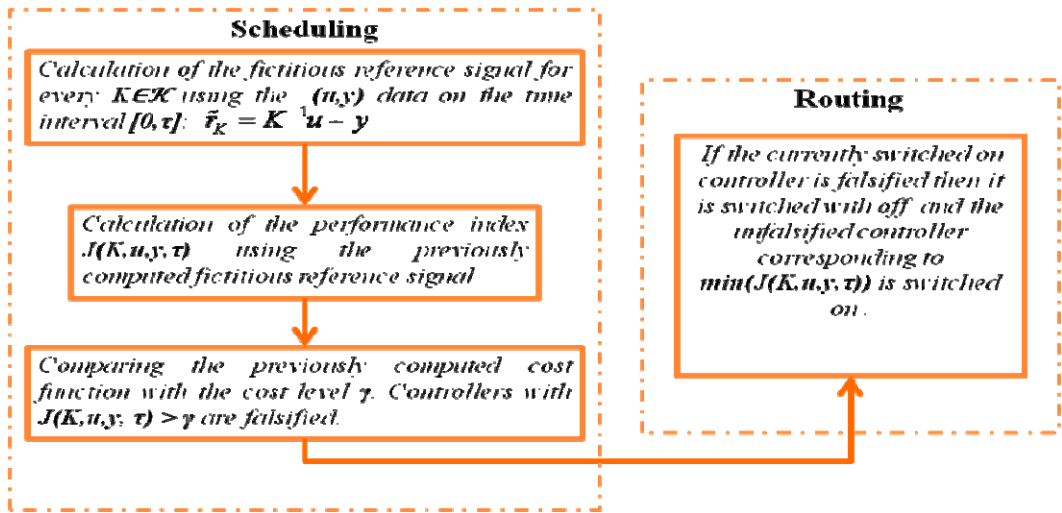 Scheduling
Calculation of the fictitious reference signal for
every K∈𝒦 using the (u,y) data on the time
interval [0,τ]: r̃_K = K ¹u − y
Calculation of the performance index
J(K,u,y,τ) using the previously
computed fictitious reference signal
Comparing the previously computed cost
function with the cost level γ. Controllers with
J(K,u,y, τ) > γ are falsified.
Routing
If the currently switched on
controller is falsified then it
is switched with off and the
unfalsified controller
corresponding to
min(J(K,u,y,τ)) is switched
on .